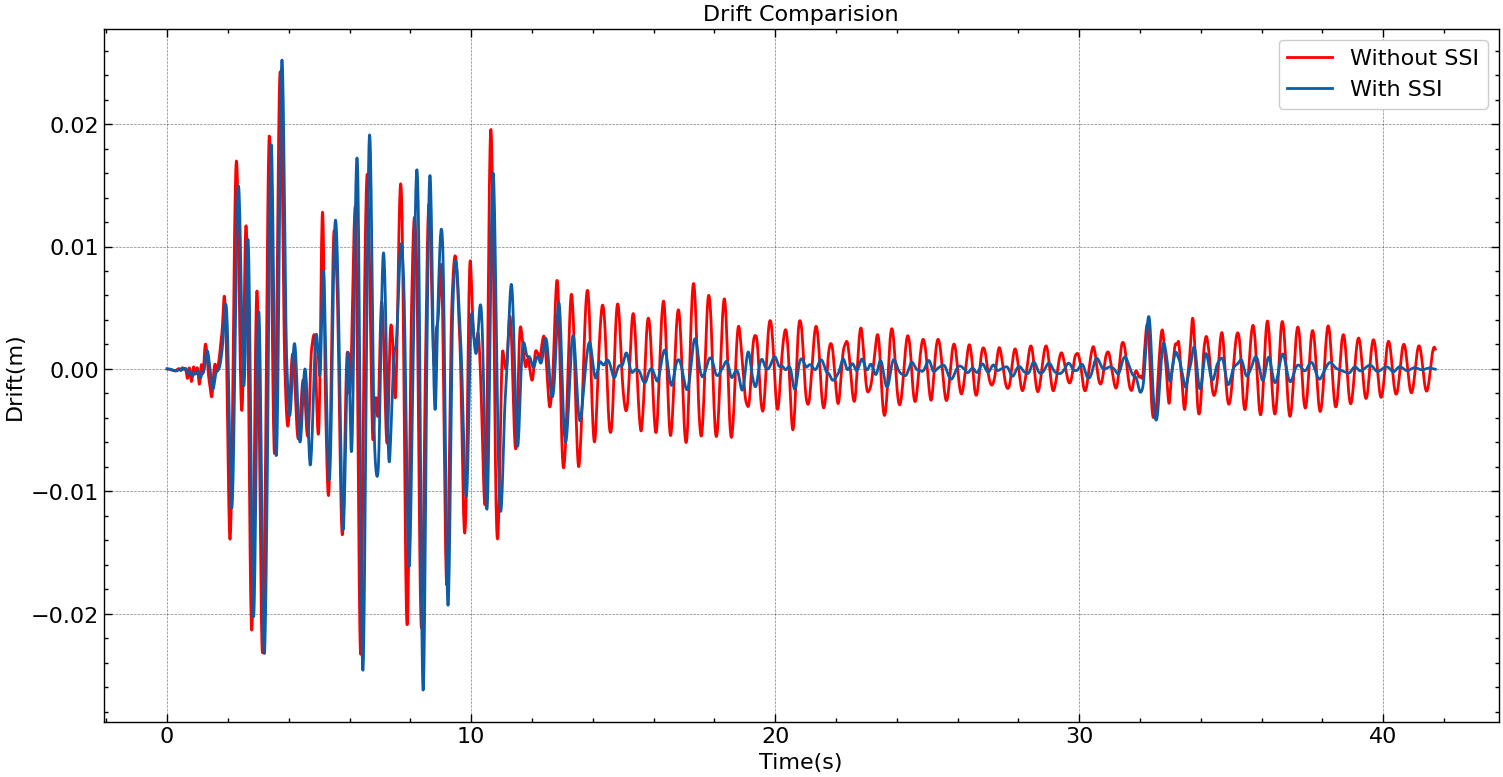 Drift Comparision
Without SSI
With SSI
0.02
0.01
0.00
−0.01
−0.02
Drift(m)
0 10 20 30 40
Time(s)